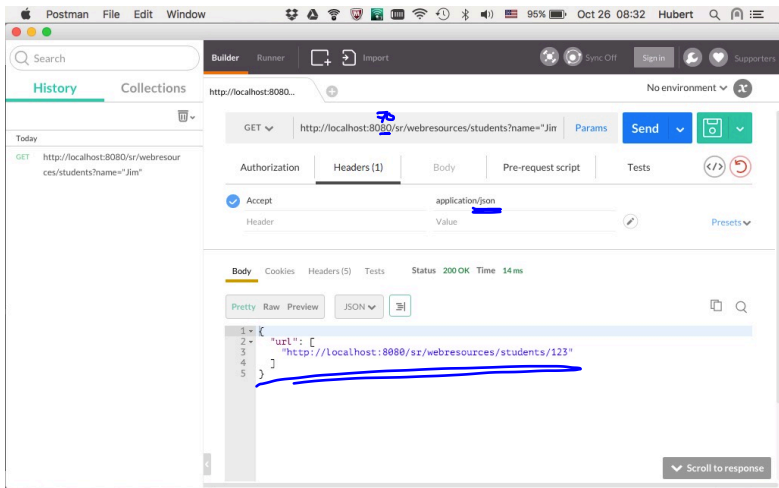 Postman File Edit Window 95% Oct 26 08:32 Hubert
Search
Builder Runner Import Sync Off Sign in Supporters
History Collections
http://localhost:8080... No environment
70
GET http://localhost:8080/sr/webresources/students?name="Jin Params Send
Today
GET http://localhost:8080/sr/webresour
ces/students?name="Jim"
Authorization Headers (1) Body Pre-request script Tests
Accept application/json
Header Value Presets
Body Cookies Headers (5) Tests Status 200 OK Time 14 ms
Pretty Raw Preview JSON
1 {
2 "url": [
3 "http://localhost:8080/sr/webresources/students/123"
4 ]
5 }
Scroll to response